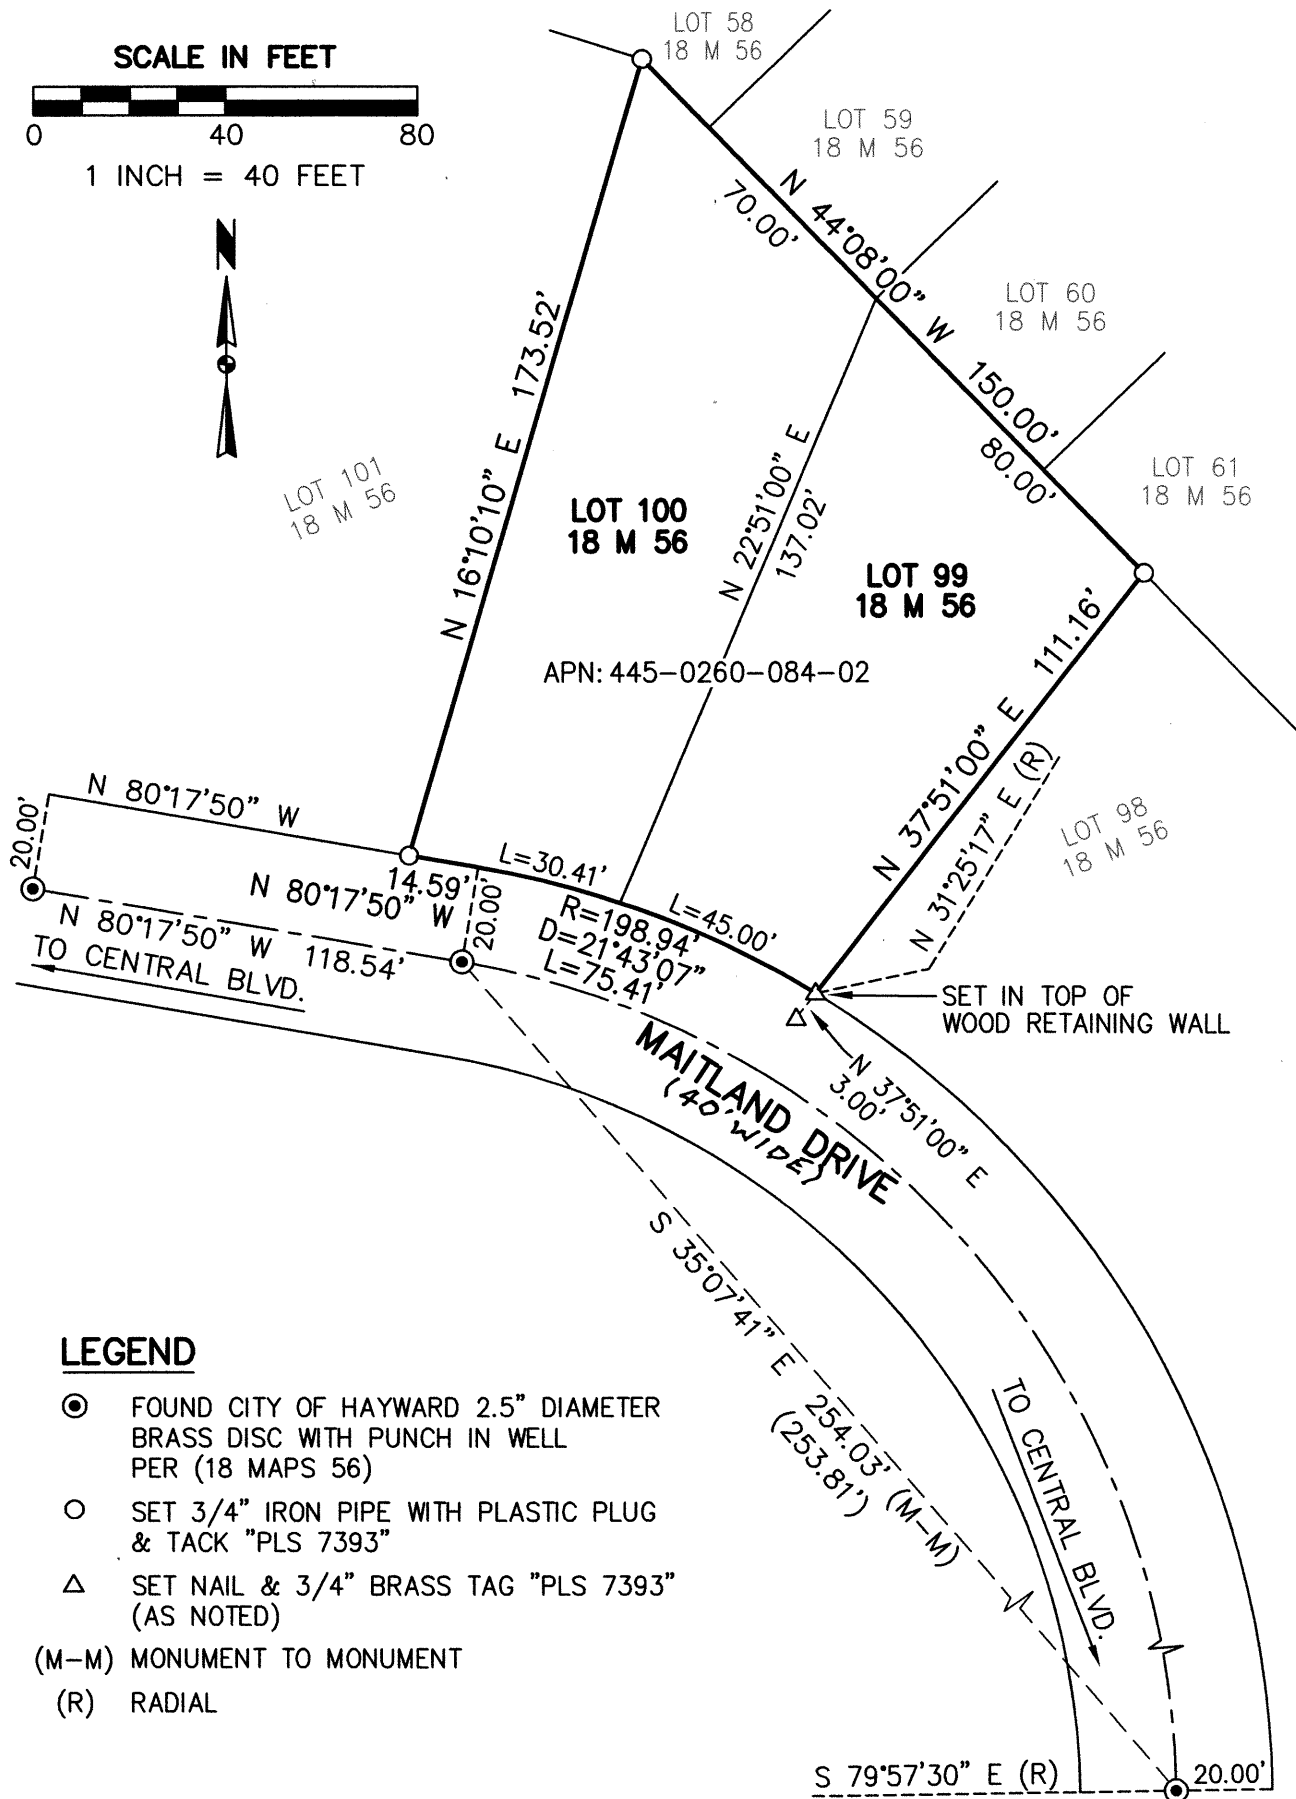 SCALE IN FEET
0 40 80
1 INCH = 40 FEET
N
LOT 58
18 M 56
LOT 59
18 M 56
LOT 60
18 M 56
LOT 61
18 M 56
N 44°08'00" W 150.00'
70.00'
80.00'
N 16°10'10" E 173.52'
LOT 101
18 M 56
LOT 100
18 M 56
N 22°51'00" E
137.02'
LOT 99
18 M 56
APN: 445-0260-084-02
N 37°51'00" E 111.16'
N 31°25'17" E (R)
LOT 98
18 M 56
N 80°17'50" W
20.00'
14.59'
N 80°17'50" W
20.00'
N 80°17'50" W 118.54'
TO CENTRAL BLVD.
L=30.41'
L=45.00'
R=198.94'
D=21°43'07"
L=75.41'
SET IN TOP OF
WOOD RETAINING WALL
N 37°51'00" E
3.00'
MAITLAND DRIVE
(40' WIDE)
S 35°07'41" E 254.03' (M-M)
(253.81')
TO CENTRAL BLVD.
LEGEND
FOUND CITY OF HAYWARD 2.5" DIAMETER
BRASS DISC WITH PUNCH IN WELL
PER (18 MAPS 56)
SET 3/4" IRON PIPE WITH PLASTIC PLUG
& TACK "PLS 7393"
SET NAIL & 3/4" BRASS TAG "PLS 7393"
(AS NOTED)
(M-M) MONUMENT TO MONUMENT
(R) RADIAL
S 79°57'30" E (R)
20.00'